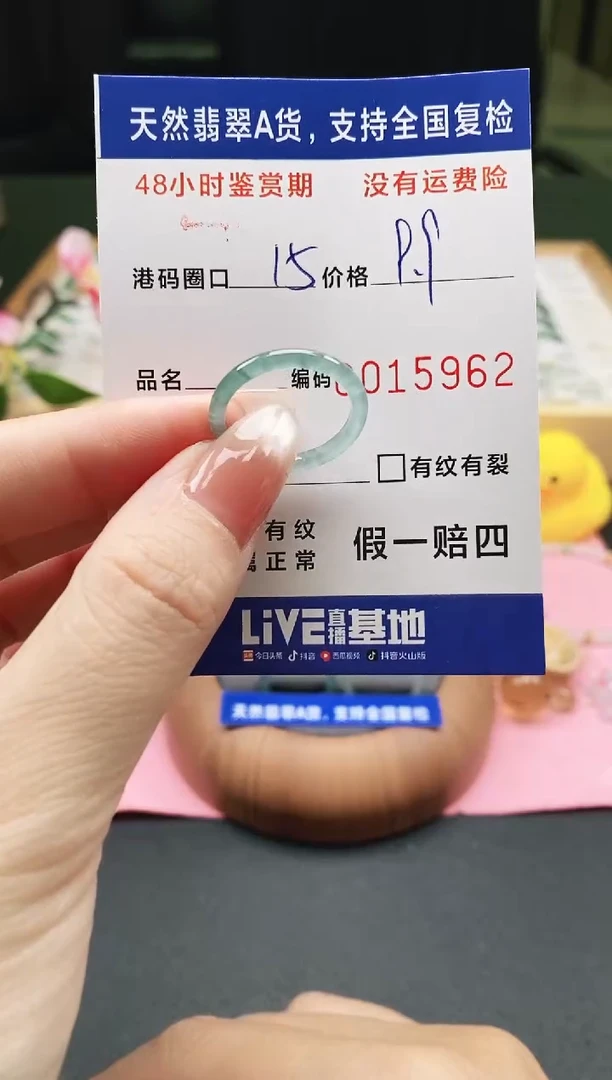 天然翡翠A货，支持全国复检
48小时鉴赏期 没有运费险
港码圈口 15 价格
品名 编码 0015962
有纹有裂
有纹 假一赔四
属正常
LiVE直播基地
今日头条 抖音 西瓜视频 抖音火山版
天然翡翠A货，支持全国复检